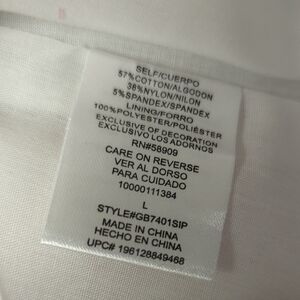 SELF/CUERPO
57%COTTON/ALGODON
38%NYLON/NILON
5%SPANDEX/SPANDEX
LINING/FORRO
100%POLYESTER/POLIÉSTER
EXCLUSIVE OF DECORATION
EXCLUSIVO LOS ADORNOS
RN#58909
CARE ON REVERSE
VER AL DORSO
PARA CUIDADO
10000111384
L
STYLE#GB7401SIP
MADE IN CHINA
HECHO EN CHINA
UPC# 196128849468